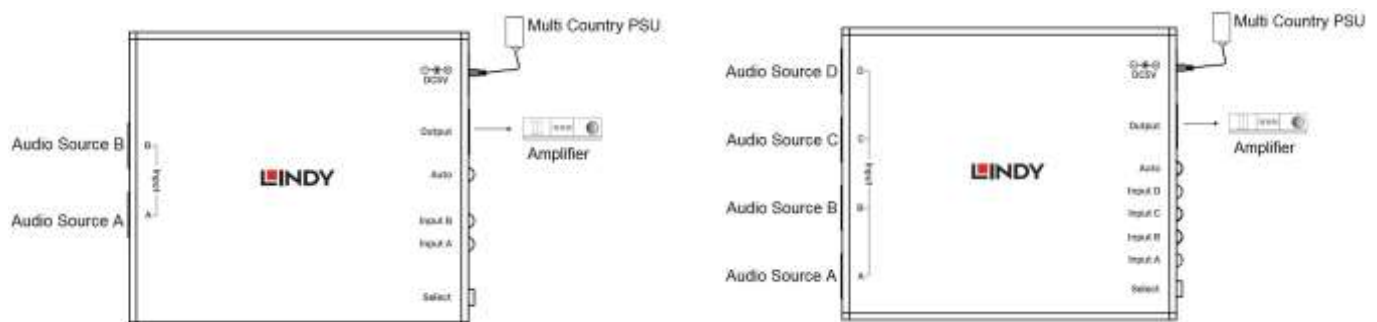 Multi Country PSU
DC5V
Output
Amplifier
Auto
Input B
Input A
Select
Audio Source B
Audio Source A
B
Input
A
LINDY
Multi Country PSU
DC5V
Output
Amplifier
Auto
Input D
Input C
Input B
Input A
Select
Audio Source D
Audio Source C
Audio Source B
Audio Source A
D
C
Input
B
A
LINDY